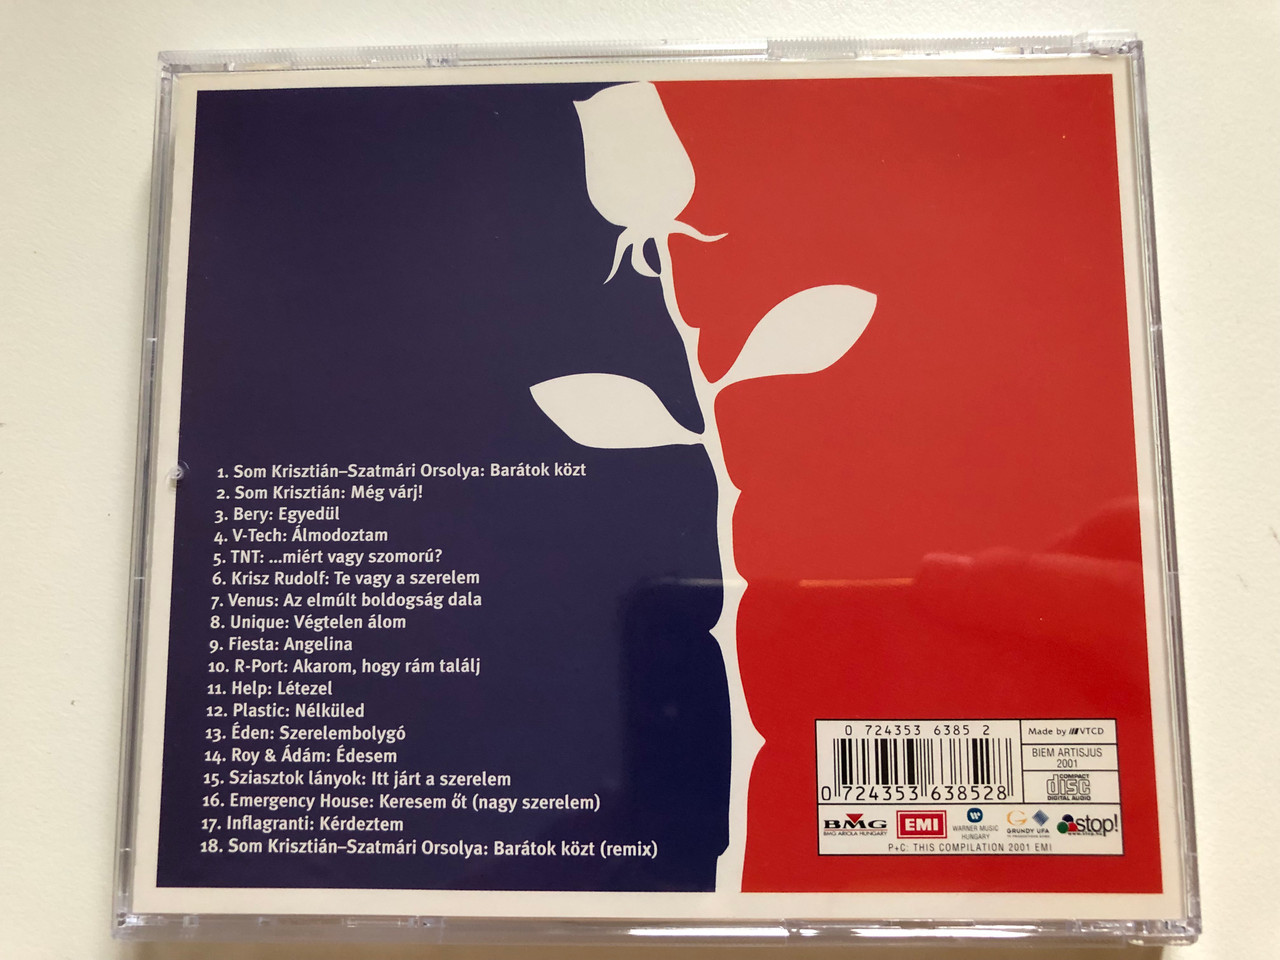 1. Som Krisztián–Szatmári Orsolya: Barátok közt
2. Som Krisztián: Még várj!
3. Bery: Egyedül
4. V-Tech: Álmodoztam
5. TNT: ...miért vagy szomorú?
6. Krisz Rudolf: Te vagy a szerelem
7. Venus: Az elmúlt boldogság dala
8. Unique: Végtelen álom
9. Fiesta: Angelina
10. R-Port: Akarom, hogy rám találj
11. Help: Létezel
12. Plastic: Nélküled
13. Éden: Szerelembolygó
14. Roy & Ádám: Édesem
15. Sziasztok lányok: Itt járt a szerelem
16. Emergency House: Keresem őt (nagy szerelem)
17. Inflagranti: Kérdeztem
18. Som Krisztián–Szatmári Orsolya: Barátok közt (remix)
0 724353 6385 2
0 724353 638528
Made by VTCD
BIEM ARTISJUS
2001
COMPACT
disc
DIGITAL AUDIO
BMG
BMG ARIOLA HUNGARY
EMI
WARNER MUSIC
HUNGARY
GRUNDY UFA
stop!
P+C: THIS COMPILATION 2001 EMI